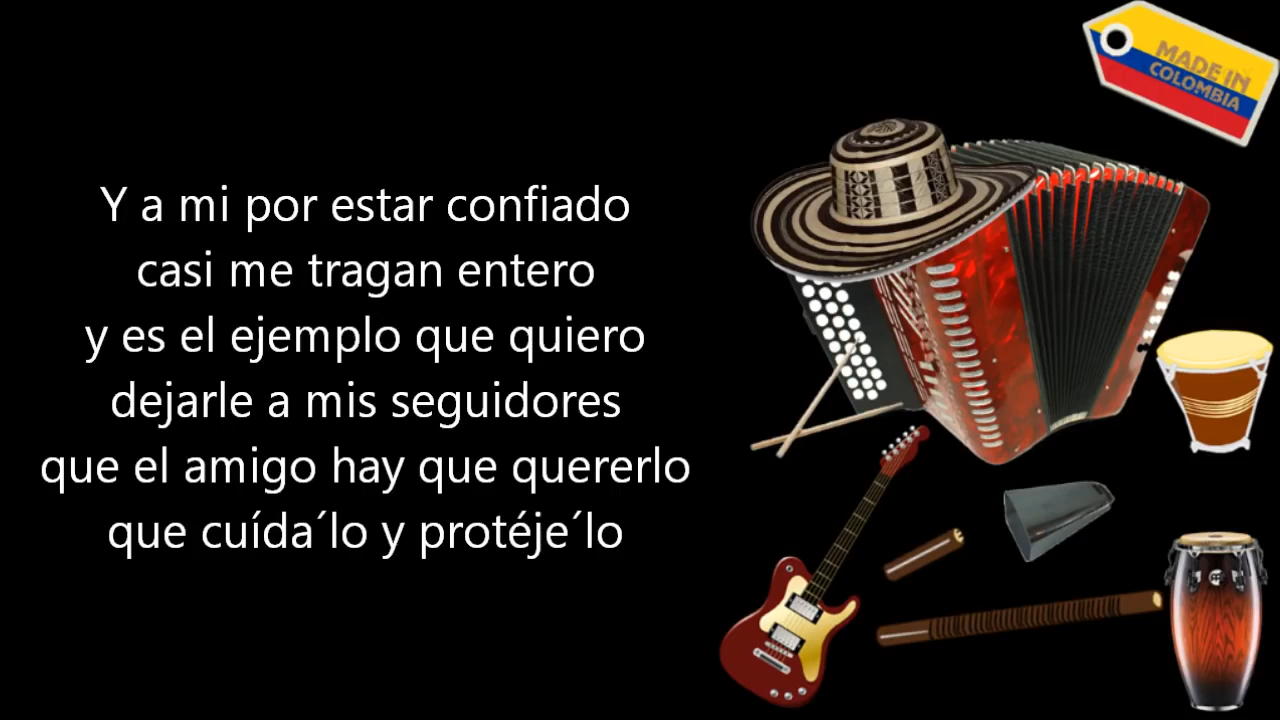 Y a mi por estar confiado
casi me tragan entero
y es el ejemplo que quiero
dejarle a mis seguidores
que el amigo hay que quererlo
que cuída´lo y protéje´lo
MADE IN
COLOMBIA